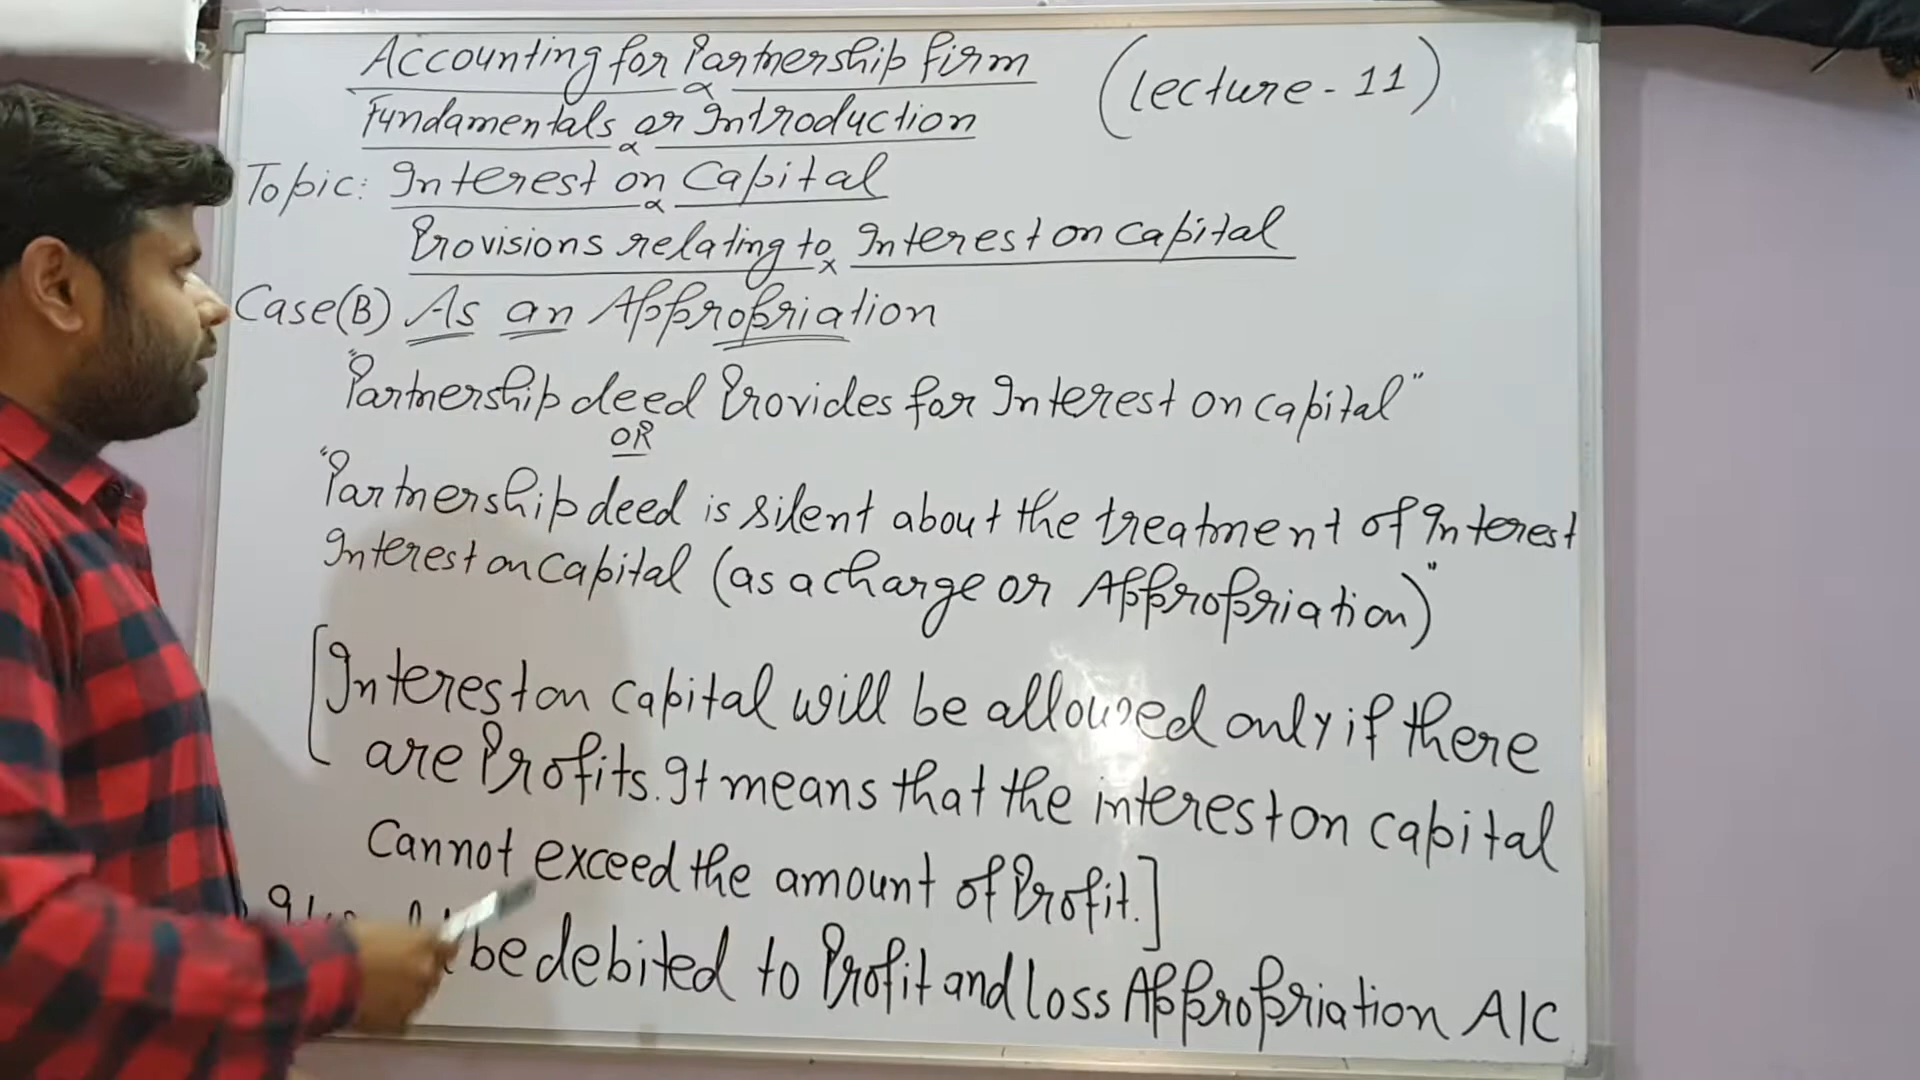 Accounting for Partnership firm
(Lecture - 11)
Fundamentals or Introduction
Topic: Interest on Capital
Provisions relating to Interest on Capital
Case (B) As an Appropriation
"Partnership deed Provides for Interest on capital"
OR
"Partnership deed is silent about the treatment of Interest
Interest on capital (as a charge or Appropriation)"
[Interest on capital will be allowed only if there
are Profits. It means that the interest on capital
Cannot exceed the amount of Profit.]
be debited to Profit and loss Appropriation A/C